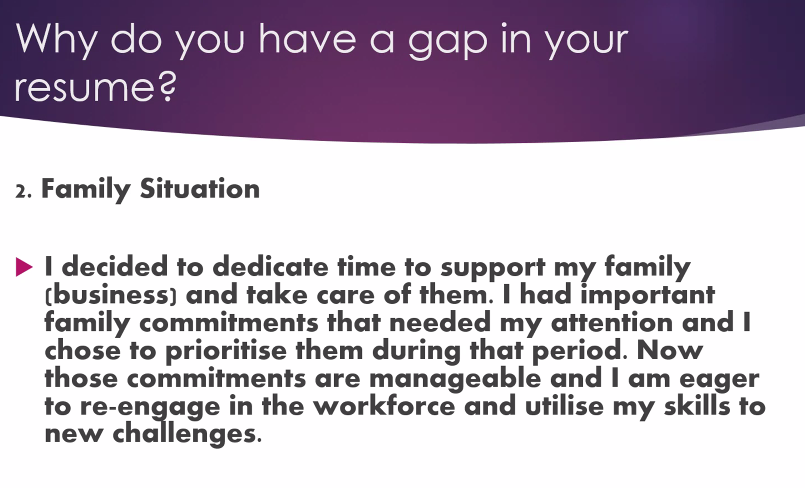 Why do you have a gap in your
resume?
2. Family Situation
I decided to dedicate time to support my family
(business) and take care of them. I had important
family commitments that needed my attention and I
chose to prioritise them during that period. Now
those commitments are manageable and I am eager
to re-engage in the workforce and utilise my skills to
new challenges.